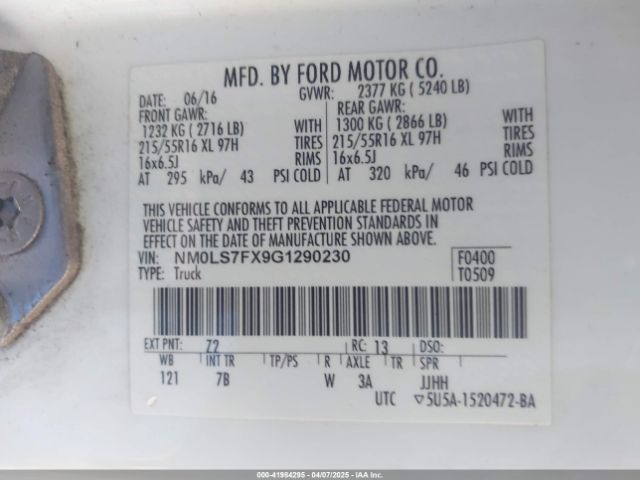 MFD. BY FORD MOTOR CO.
DATE: 06/16 GVWR: 2377 KG ( 5240 LB)
FRONT GAWR: REAR GAWR:
1232 KG ( 2716 LB) WITH 1300 KG ( 2866 LB) WITH
215/55R16 XL 97H TIRES 215/55R16 XL 97H TIRES
16x6.5J RIMS 16x6.5J RIMS
AT 295 kPa/ 43 PSI COLD AT 320 kPa/ 46 PSI COLD
THIS VEHICLE CONFORMS TO ALL APPLICABLE FEDERAL MOTOR
VEHICLE SAFETY AND THEFT PREVENTION STANDARDS IN
EFFECT ON THE DATE OF MANUFACTURE SHOWN ABOVE.
VIN: NM0LS7FX9G1290230 F0400
TYPE: Truck T0509
EXT PNT: Z2 RC: 13 DSO:
WB INT TR TP/PS R AXLE TR SPR
121 7B W 3A JJHH
UTC ▽5U5A-1520472-BA
000-41984295 - 04/07/2025 - IAA Inc. Copyright